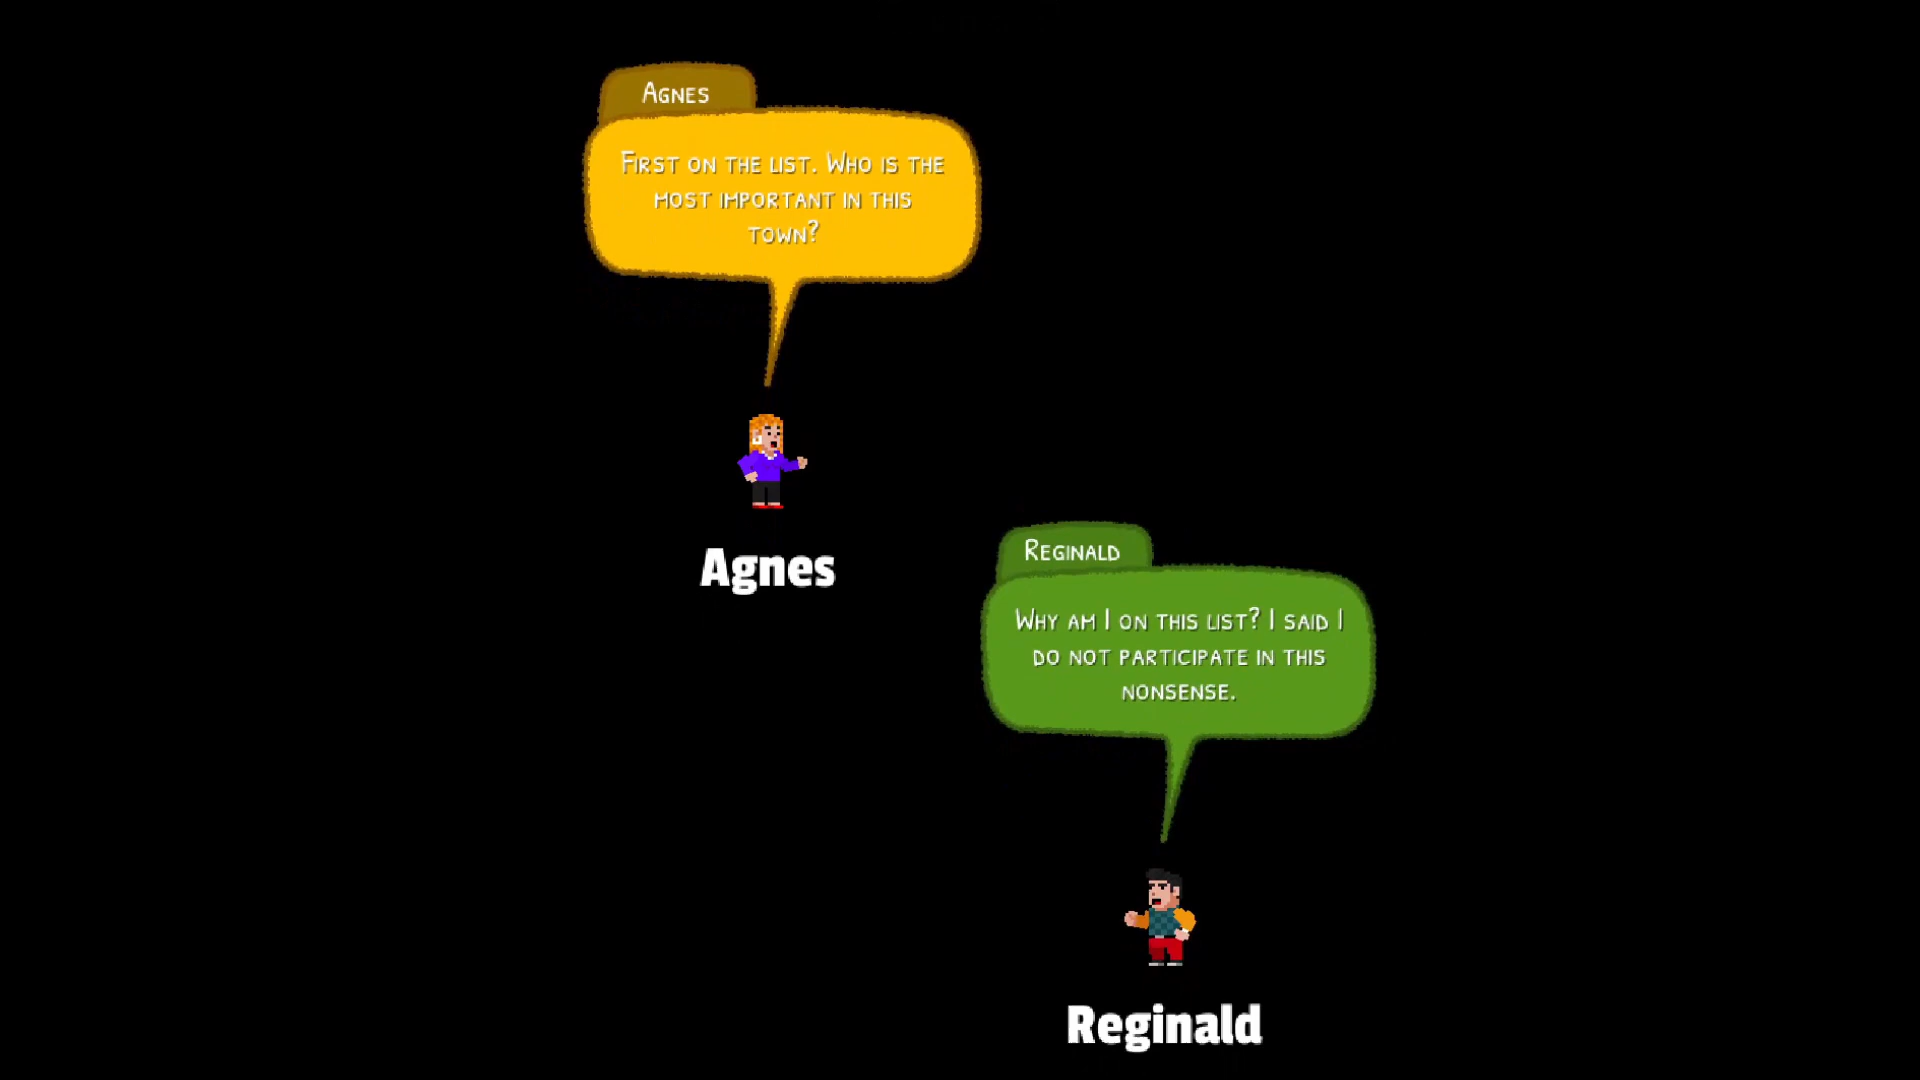 Agnes
First on the list. Who is the
most important in this
town?
Agnes
Reginald
Why am I on this list? I said I
do not participate in this
nonsense.
Reginald